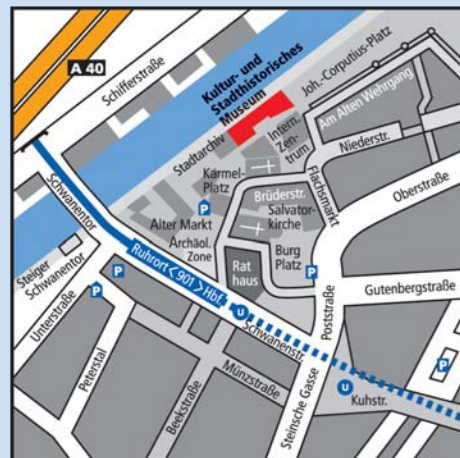 A 40
Schifferstraße
Kultur- und
Stadthistorisches
Museum
Joh.-Corputius-Platz
Stadtarchiv
Intern.
Zen-
trum
Am Alten Wehrgang
Niederstr.
Flachsmarkt
Karmel-
Platz
Brüderstr.
Oberstraße
Schwanentor
P
Salvator-
kirche
Alter Markt
Archäol.
Zone
Burg
Platz
P
Rat
haus
Steiger
Schwanentor
Ruhrort <901> Hbf.
P
P
Unterstraße
Gutenbergstraße
Poststraße
U
Schwanenstr.
Peterstal
Münzstraße
Beekstraße
Steinsche Gasse
U
Kuhstr.
P